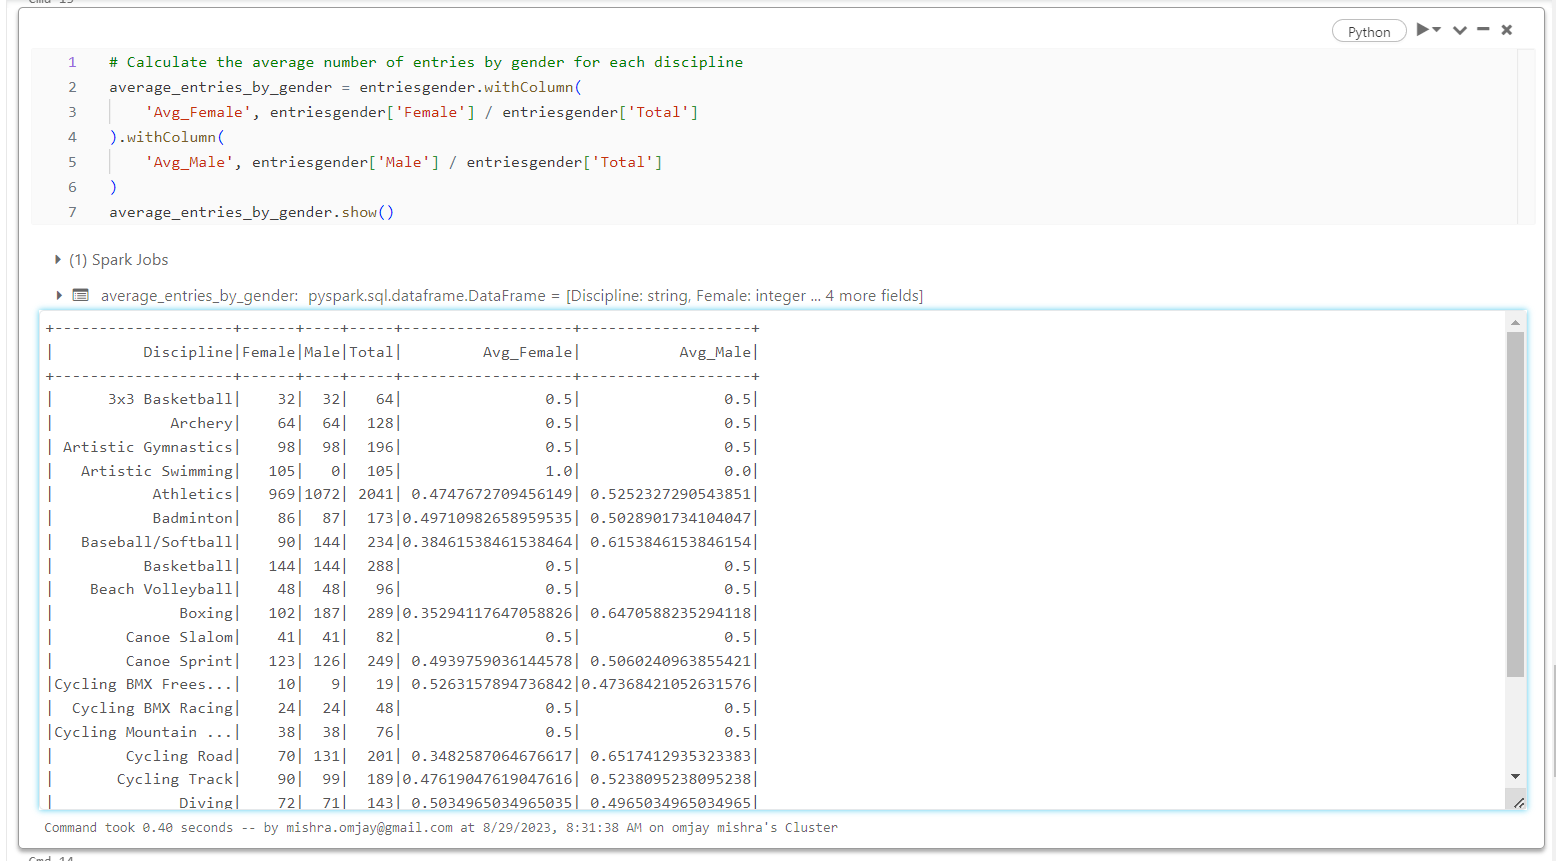 Cmd 13
Python
1 # Calculate the average number of entries by gender for each discipline
2 average_entries_by_gender = entriesgender.withColumn(
3     'Avg_Female', entriesgender['Female'] / entriesgender['Total']
4 ).withColumn(
5     'Avg_Male', entriesgender['Male'] / entriesgender['Total']
6 )
7 average_entries_by_gender.show()
(1) Spark Jobs
average_entries_by_gender: pyspark.sql.dataframe.DataFrame = [Discipline: string, Female: integer ... 4 more fields]
+--------------------+------+----+-----+-------------------+-------------------+
|          Discipline|Female|Male|Total|         Avg_Female|           Avg_Male|
+--------------------+------+----+-----+-------------------+-------------------+
|      3x3 Basketball|    32|  32|   64|                0.5|                0.5|
|             Archery|    64|  64|  128|                0.5|                0.5|
| Artistic Gymnastics|    98|  98|  196|                0.5|                0.5|
|   Artistic Swimming|   105|   0|  105|                1.0|                0.0|
|           Athletics|   969|1072| 2041| 0.4747672709456149| 0.5252327290543851|
|           Badminton|    86|  87|  173|0.49710982658959535| 0.5028901734104047|
|   Baseball/Softball|    90| 144|  234|0.38461538461538464| 0.6153846153846154|
|          Basketball|   144| 144|  288|                0.5|                0.5|
|    Beach Volleyball|    48|  48|   96|                0.5|                0.5|
|              Boxing|   102| 187|  289|0.35294117647058826| 0.6470588235294118|
|        Canoe Slalom|    41|  41|   82|                0.5|                0.5|
|        Canoe Sprint|   123| 126|  249| 0.4939759036144578| 0.5060240963855421|
|Cycling BMX Frees...|    10|   9|   19| 0.5263157894736842|0.47368421052631576|
|  Cycling BMX Racing|    24|  24|   48|                0.5|                0.5|
|Cycling Mountain ...|    38|  38|   76|                0.5|                0.5|
|        Cycling Road|    70| 131|  201| 0.3482587064676617| 0.6517412935323383|
|       Cycling Track|    90|  99|  189|0.47619047619047616| 0.5238095238095238|
|              Diving|    72|  71|  143| 0.5034965034965035| 0.4965034965034965|
Command took 0.40 seconds -- by mishra.omjay@gmail.com at 8/29/2023, 8:31:38 AM on omjay mishra's Cluster
Cmd 14